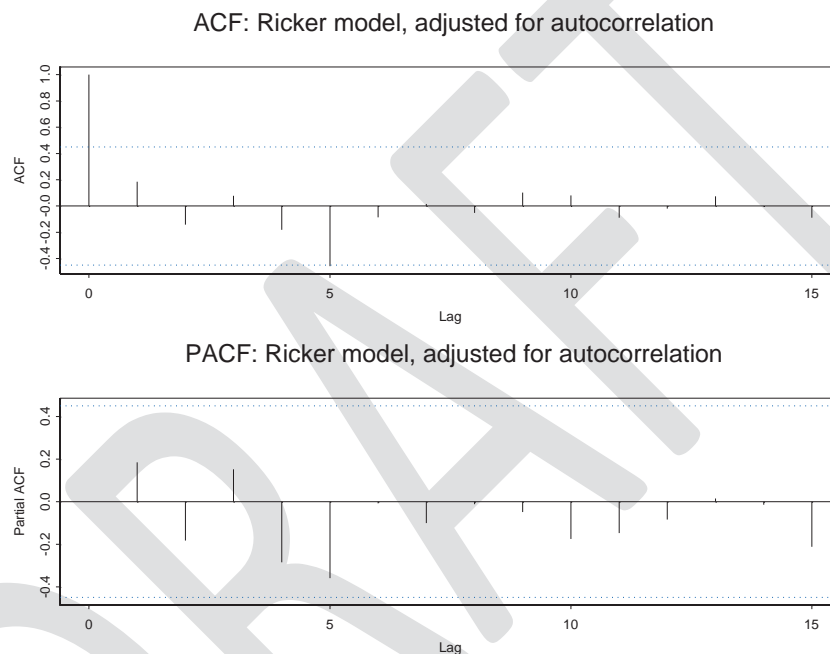 ACF: Ricker model, adjusted for autocorrelation
ACF
-0.4 -0.2 -0.0 0.2 0.4 0.6 0.8 1.0
0 5 10 15
Lag
PACF: Ricker model, adjusted for autocorrelation
Partial ACF
-0.4 -0.2 0.0 0.2 0.4
0 5 10 15
Lag
DRAFT